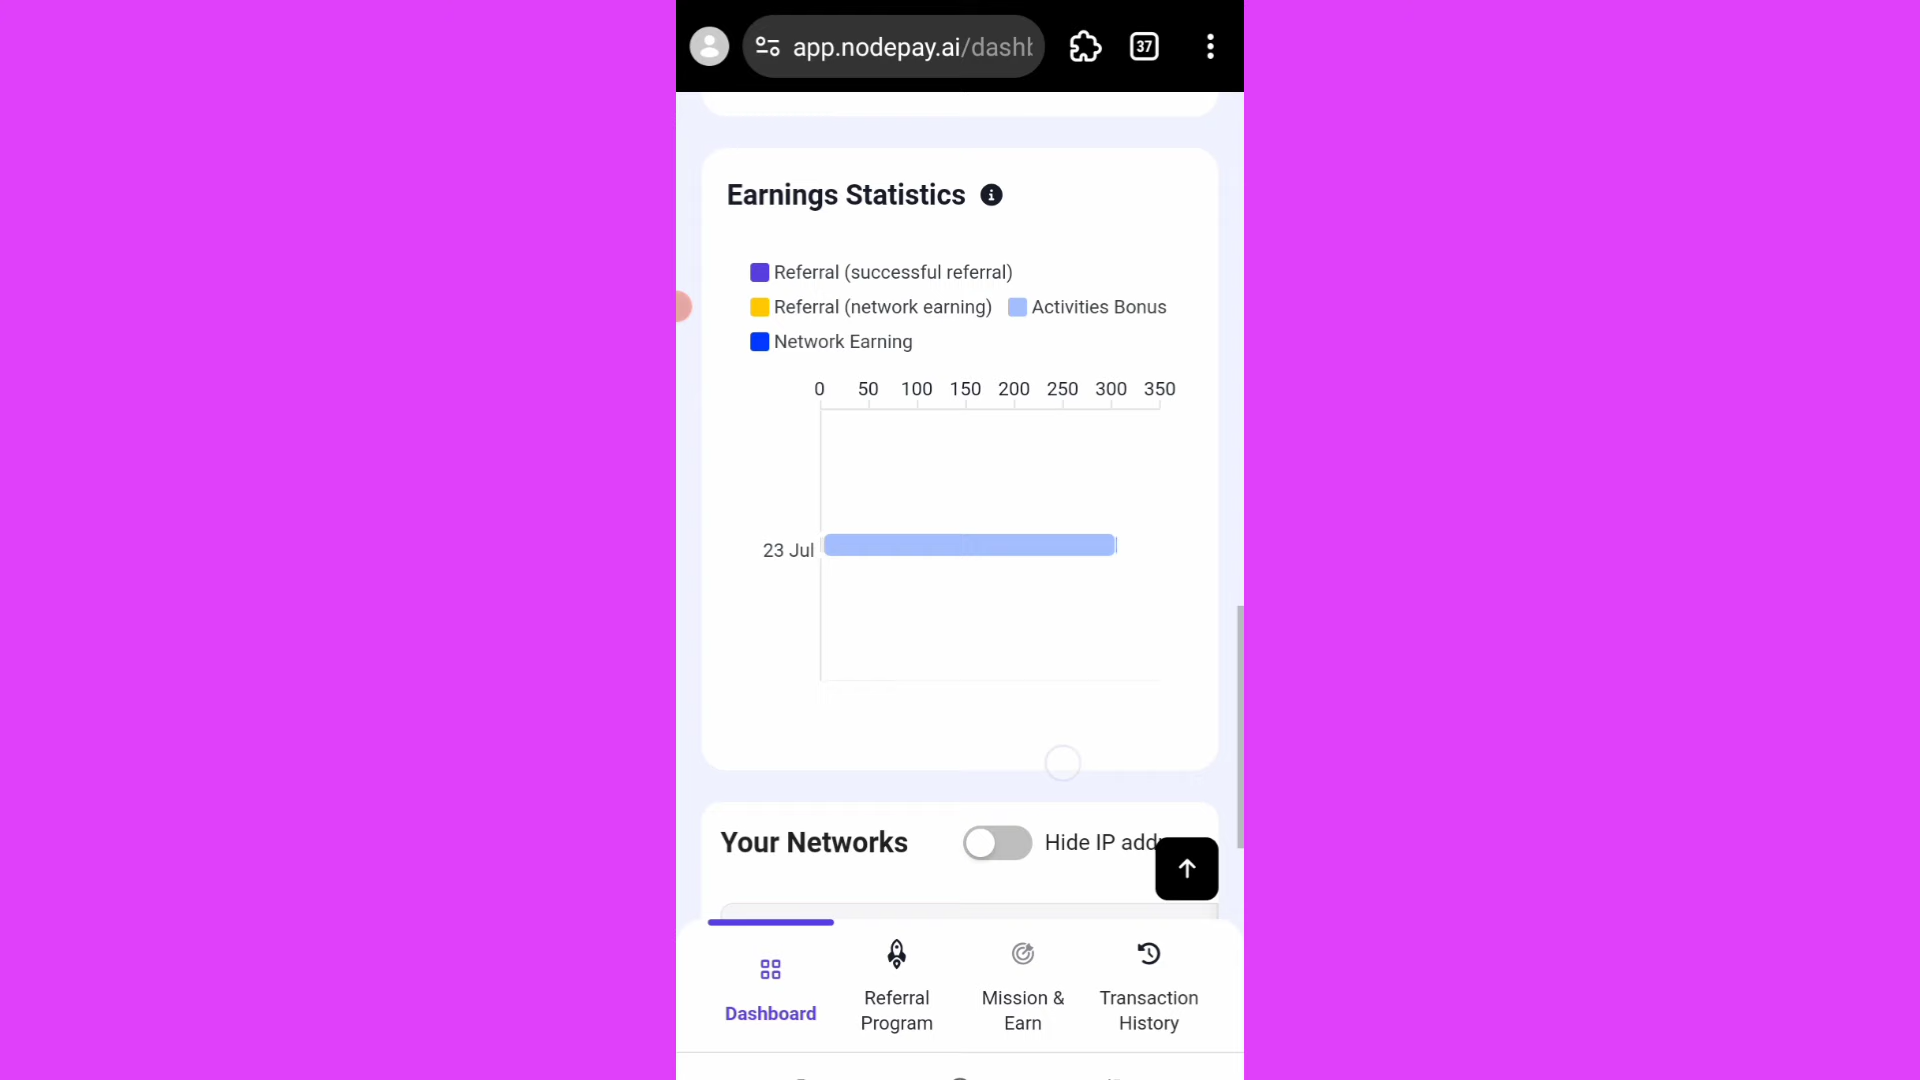 app.nodepay.ai/dashb
37
Earnings Statistics
Referral (successful referral)
Referral (network earning) Activities Bonus
Network Earning
0 50 100 150 200 250 300 350
23 Jul
Your Networks Hide IP add
Dashboard
Referral Program
Mission & Earn
Transaction History